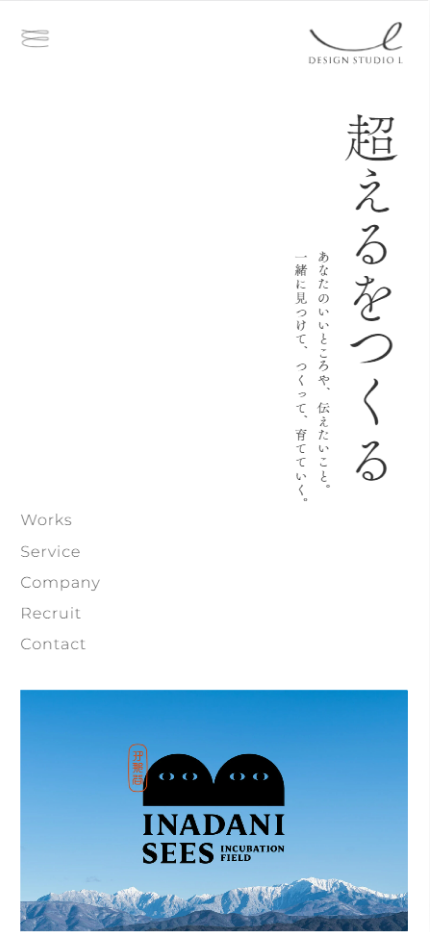 DESIGN STUDIO L
超えるをつくる
あなたのいいところや、伝えたいこと。
一緒に見つけて、つくって、育てていく。
Works
Service
Company
Recruit
Contact
INADANI
SEES INCUBATION
FIELD